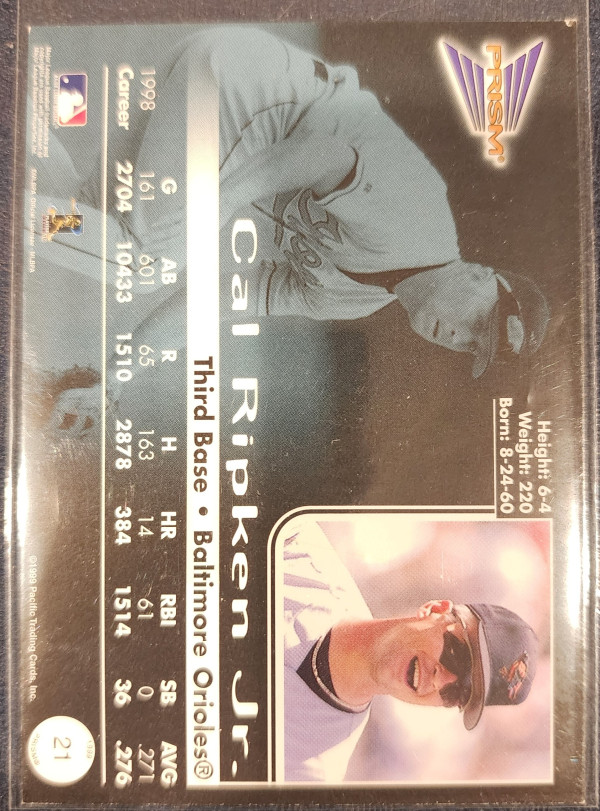 PRISM
Height: 6-4
Weight: 220
Born: 8-24-60
Cal Ripken Jr.
Third Base • Baltimore Orioles®
G AB R H HR RBI SB AVG
1998 161 601 65 163 14 61 0 .271
Career 2704 10433 1510 2878 384 1514 36 .276
©1999 Pacific Trading Cards, Inc.
21